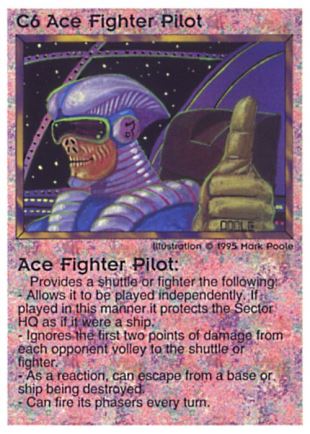 C6 Ace Fighter Pilot
Illustration © 1995 Mark Poole
Ace Fighter Pilot:
Provides a shuttle or fighter the following:
- Allows it to be played independently. If
played in this manner it protects the Sector
HQ as if it were a ship.
- Ignores the first two points of damage from
each opponent volley to the shuttle or
fighter.
- As a reaction, can escape from a base or
ship being destroyed.
- Can fire its phasers every turn.